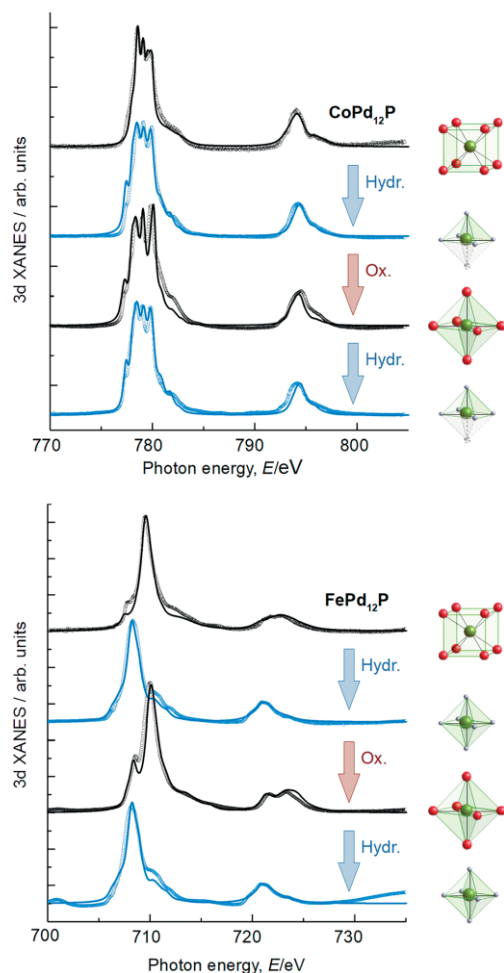 CoPd₁₂P
Hydr.
Ox.
Hydr.
3d XANES / arb. units
770 780 790 800
Photon energy, E/eV
FePd₁₂P
Hydr.
Ox.
Hydr.
3d XANES / arb. units
700 710 720 730
Photon energy, E/eV